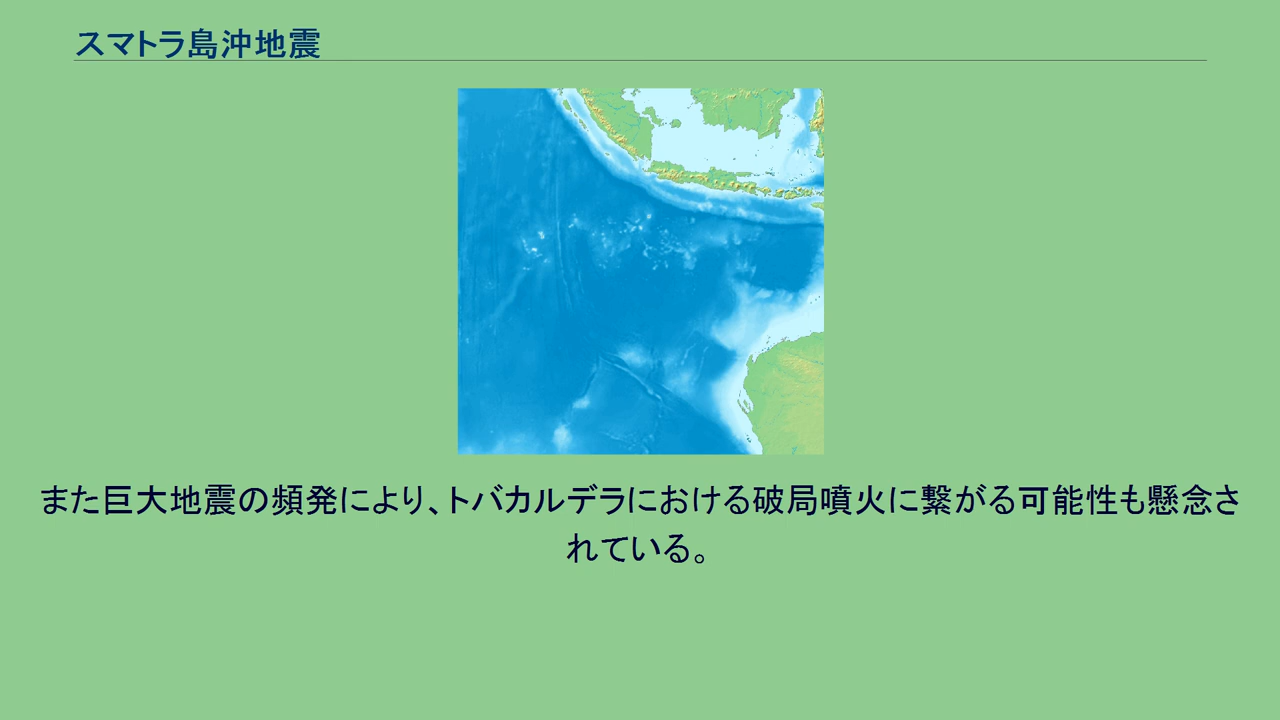 スマトラ島沖地震
また巨大地震の頻発により、トバカルデラにおける破局噴火に繋がる可能性も懸念さ
れている。